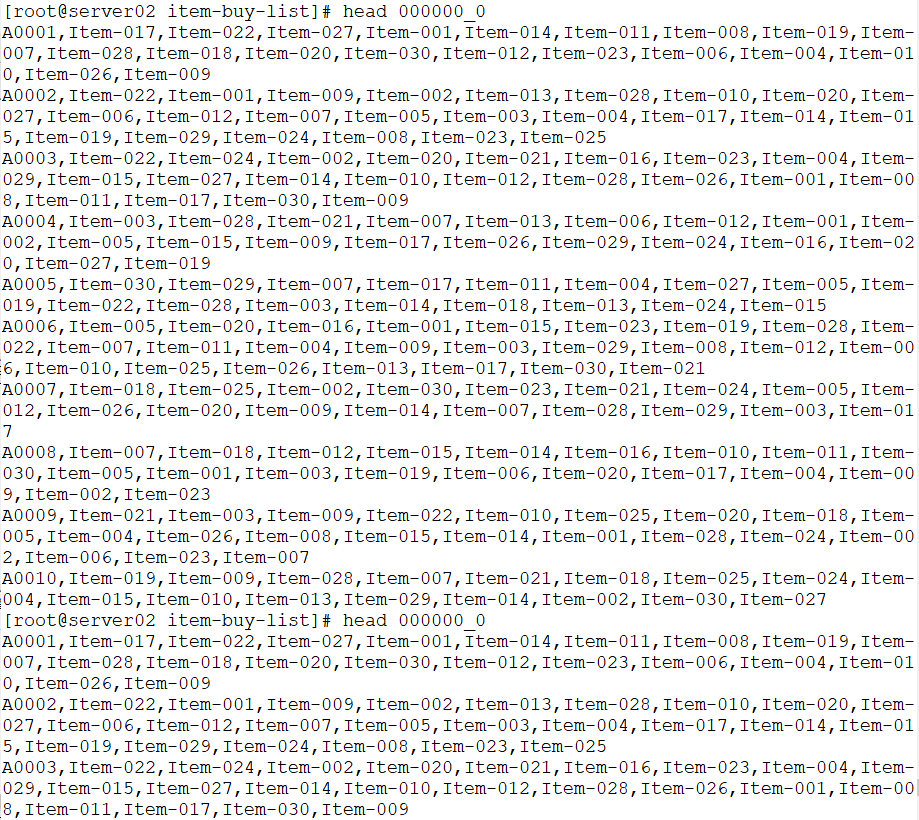 [root@server02 item-buy-list]# head 000000_0
A0001,Item-017,Item-022,Item-027,Item-001,Item-014,Item-011,Item-008,Item-019,Item-
007,Item-028,Item-018,Item-020,Item-030,Item-012,Item-023,Item-006,Item-004,Item-01
0,Item-026,Item-009
A0002,Item-022,Item-001,Item-009,Item-002,Item-013,Item-028,Item-010,Item-020,Item-
027,Item-006,Item-012,Item-007,Item-005,Item-003,Item-004,Item-017,Item-014,Item-01
5,Item-019,Item-029,Item-024,Item-008,Item-023,Item-025
A0003,Item-022,Item-024,Item-002,Item-020,Item-021,Item-016,Item-023,Item-004,Item-
029,Item-015,Item-027,Item-014,Item-010,Item-012,Item-028,Item-026,Item-001,Item-00
8,Item-011,Item-017,Item-030,Item-009
A0004,Item-003,Item-028,Item-021,Item-007,Item-013,Item-006,Item-012,Item-001,Item-
002,Item-005,Item-015,Item-009,Item-017,Item-026,Item-029,Item-024,Item-016,Item-02
0,Item-027,Item-019
A0005,Item-030,Item-029,Item-007,Item-017,Item-011,Item-004,Item-027,Item-005,Item-
019,Item-022,Item-028,Item-003,Item-014,Item-018,Item-013,Item-024,Item-015
A0006,Item-005,Item-020,Item-016,Item-001,Item-015,Item-023,Item-019,Item-028,Item-
022,Item-007,Item-011,Item-004,Item-009,Item-003,Item-029,Item-008,Item-012,Item-00
6,Item-010,Item-025,Item-026,Item-013,Item-017,Item-030,Item-021
A0007,Item-018,Item-025,Item-002,Item-030,Item-023,Item-021,Item-024,Item-005,Item-
012,Item-026,Item-020,Item-009,Item-014,Item-007,Item-028,Item-029,Item-003,Item-01
7
A0008,Item-007,Item-018,Item-012,Item-015,Item-014,Item-016,Item-010,Item-011,Item-
030,Item-005,Item-001,Item-003,Item-019,Item-006,Item-020,Item-017,Item-004,Item-00
9,Item-002,Item-023
A0009,Item-021,Item-003,Item-009,Item-022,Item-010,Item-025,Item-020,Item-018,Item-
005,Item-004,Item-026,Item-008,Item-015,Item-014,Item-001,Item-028,Item-024,Item-00
2,Item-006,Item-023,Item-007
A0010,Item-019,Item-009,Item-028,Item-007,Item-021,Item-018,Item-025,Item-024,Item-
004,Item-015,Item-010,Item-013,Item-029,Item-014,Item-002,Item-030,Item-027
[root@server02 item-buy-list]# head 000000_0
A0001,Item-017,Item-022,Item-027,Item-001,Item-014,Item-011,Item-008,Item-019,Item-
007,Item-028,Item-018,Item-020,Item-030,Item-012,Item-023,Item-006,Item-004,Item-01
0,Item-026,Item-009
A0002,Item-022,Item-001,Item-009,Item-002,Item-013,Item-028,Item-010,Item-020,Item-
027,Item-006,Item-012,Item-007,Item-005,Item-003,Item-004,Item-017,Item-014,Item-01
5,Item-019,Item-029,Item-024,Item-008,Item-023,Item-025
A0003,Item-022,Item-024,Item-002,Item-020,Item-021,Item-016,Item-023,Item-004,Item-
029,Item-015,Item-027,Item-014,Item-010,Item-012,Item-028,Item-026,Item-001,Item-00
8,Item-011,Item-017,Item-030,Item-009